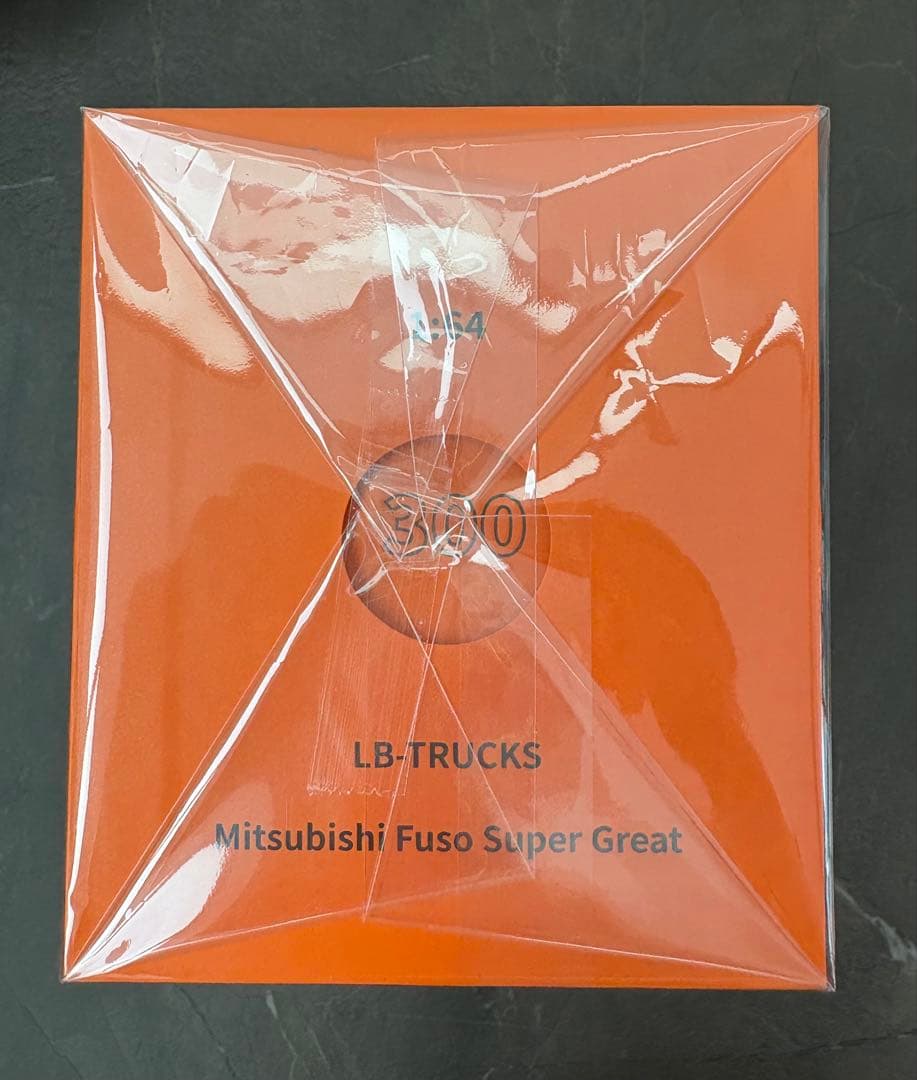 1:64
300
LB-TRUCKS
Mitsubishi Fuso Super Great